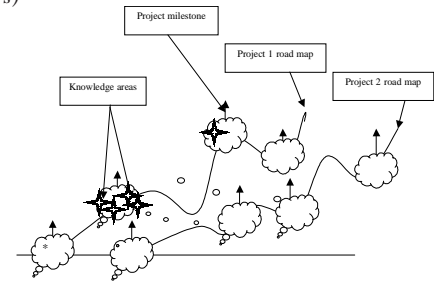 s)
Project milestone
Project 1 road map
Project 2 road map
Knowledge areas
*